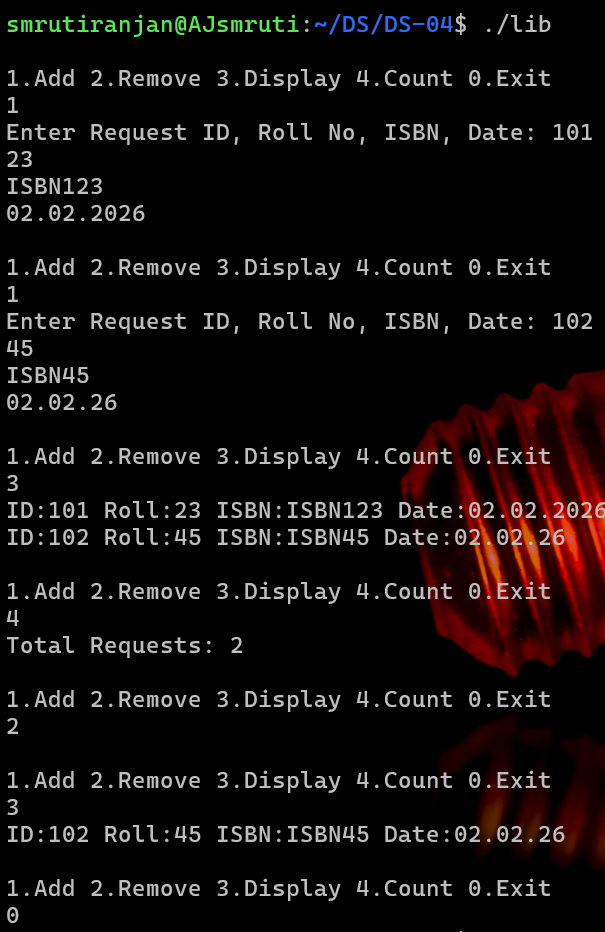 smrutiranjan@AJsmruti:~/DS/DS-04$ ./lib
1.Add 2.Remove 3.Display 4.Count 0.Exit
1
Enter Request ID, Roll No, ISBN, Date: 101
23
ISBN123
02.02.2026
1.Add 2.Remove 3.Display 4.Count 0.Exit
1
Enter Request ID, Roll No, ISBN, Date: 102
45
ISBN45
02.02.26
1.Add 2.Remove 3.Display 4.Count 0.Exit
3
ID:101 Roll:23 ISBN:ISBN123 Date:02.02.2026
ID:102 Roll:45 ISBN:ISBN45 Date:02.02.26
1.Add 2.Remove 3.Display 4.Count 0.Exit
4
Total Requests: 2
1.Add 2.Remove 3.Display 4.Count 0.Exit
2
1.Add 2.Remove 3.Display 4.Count 0.Exit
3
ID:102 Roll:45 ISBN:ISBN45 Date:02.02.26
1.Add 2.Remove 3.Display 4.Count 0.Exit
0